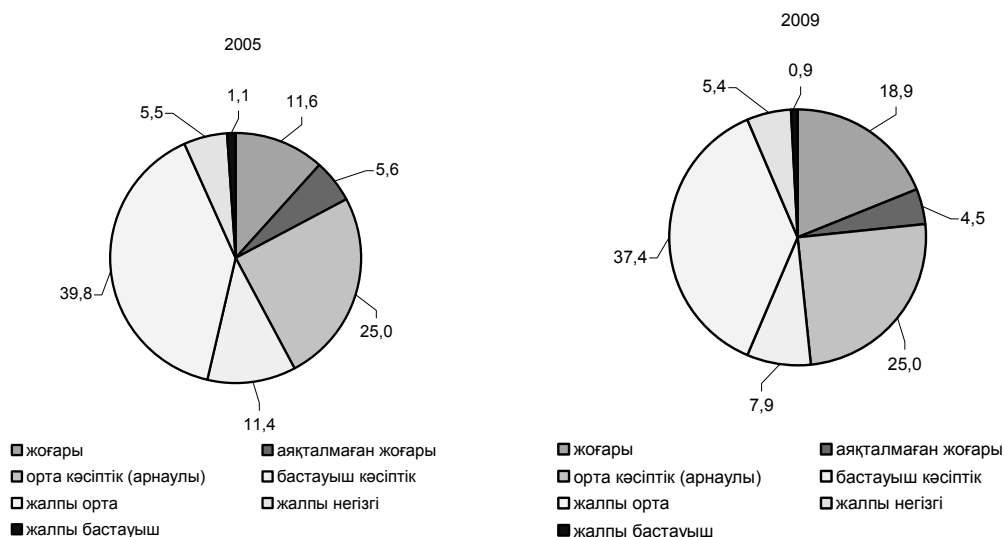 2005
1,1
11,6
5,5
5,6
39,8
25,0
11,4
жоғары
аяқталмаған жоғары
орта кәсіптік (арнаулы)
бастауыш кәсіптік
жалпы орта
жалпы негізгі
жалпы бастауыш
2009
0,9
5,4
18,9
4,5
37,4
25,0
7,9
жоғары
аяқталмаған жоғары
орта кәсіптік (арнаулы)
бастауыш кәсіптік
жалпы орта
жалпы негізгі
жалпы бастауыш